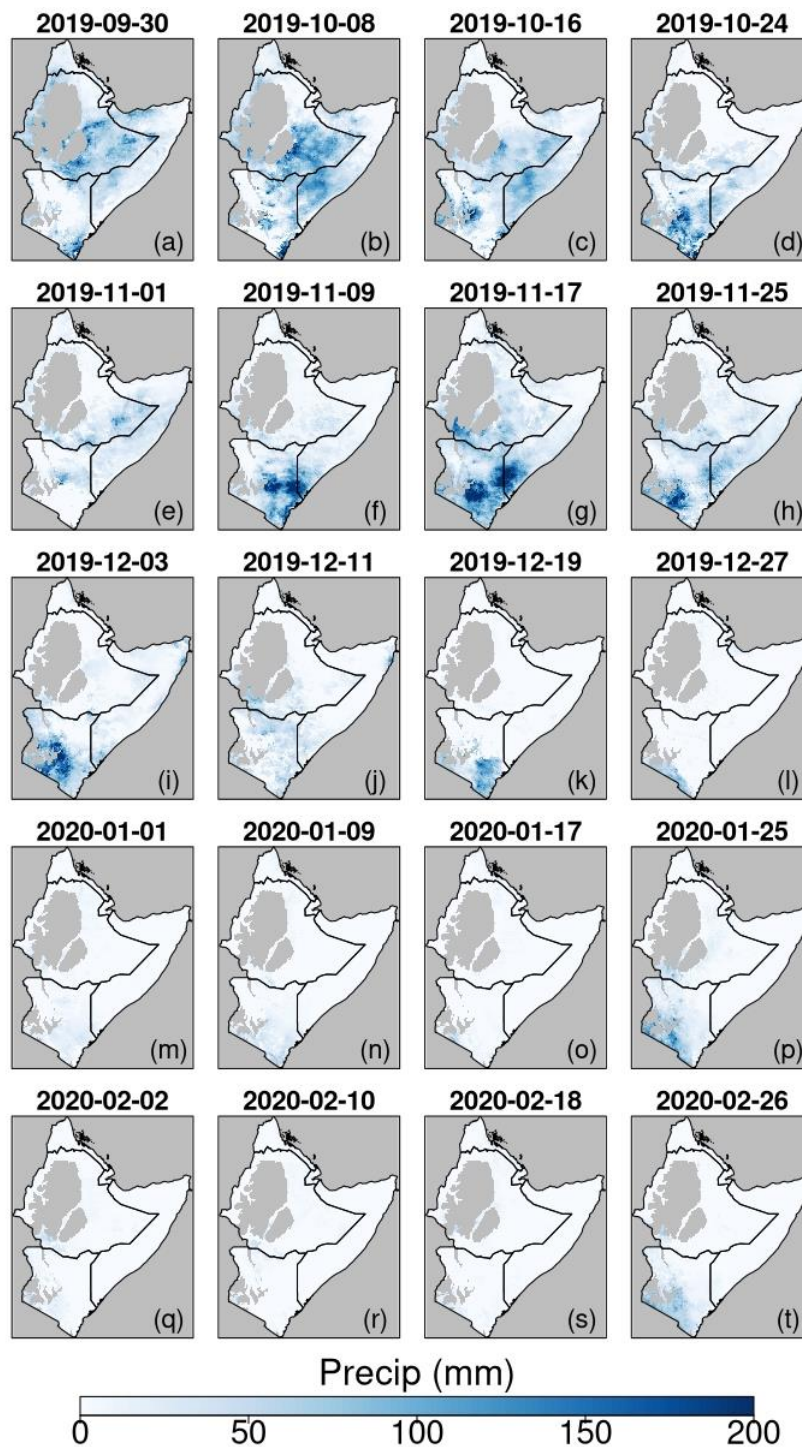 2019-09-30 2019-10-08 2019-10-16 2019-10-24
(a) (b) (c) (d)
2019-11-01 2019-11-09 2019-11-17 2019-11-25
(e) (f) (g) (h)
2019-12-03 2019-12-11 2019-12-19 2019-12-27
(i) (j) (k) (l)
2020-01-01 2020-01-09 2020-01-17 2020-01-25
(m) (n) (o) (p)
2020-02-02 2020-02-10 2020-02-18 2020-02-26
(q) (r) (s) (t)
Precip (mm)
0 50 100 150 200